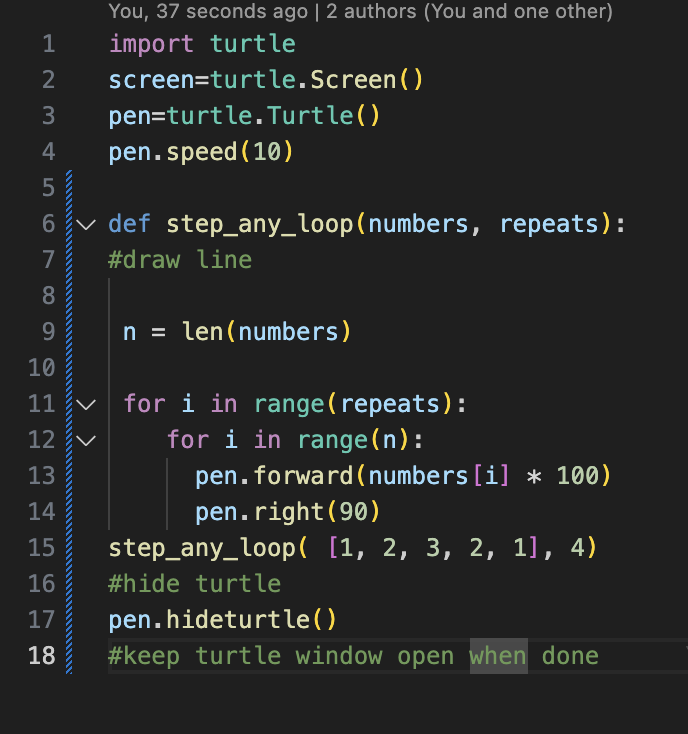 You, 37 seconds ago | 2 authors (You and one other)
1 import turtle
2 screen=turtle.Screen()
3 pen=turtle.Turtle()
4 pen.speed(10)
5
6 def step_any_loop(numbers, repeats):
7 #draw line
8
9 n = len(numbers)
10
11 for i in range(repeats):
12 for i in range(n):
13 pen.forward(numbers[i] * 100)
14 pen.right(90)
15 step_any_loop( [1, 2, 3, 2, 1], 4)
16 #hide turtle
17 pen.hideturtle()
18 #keep turtle window open when done